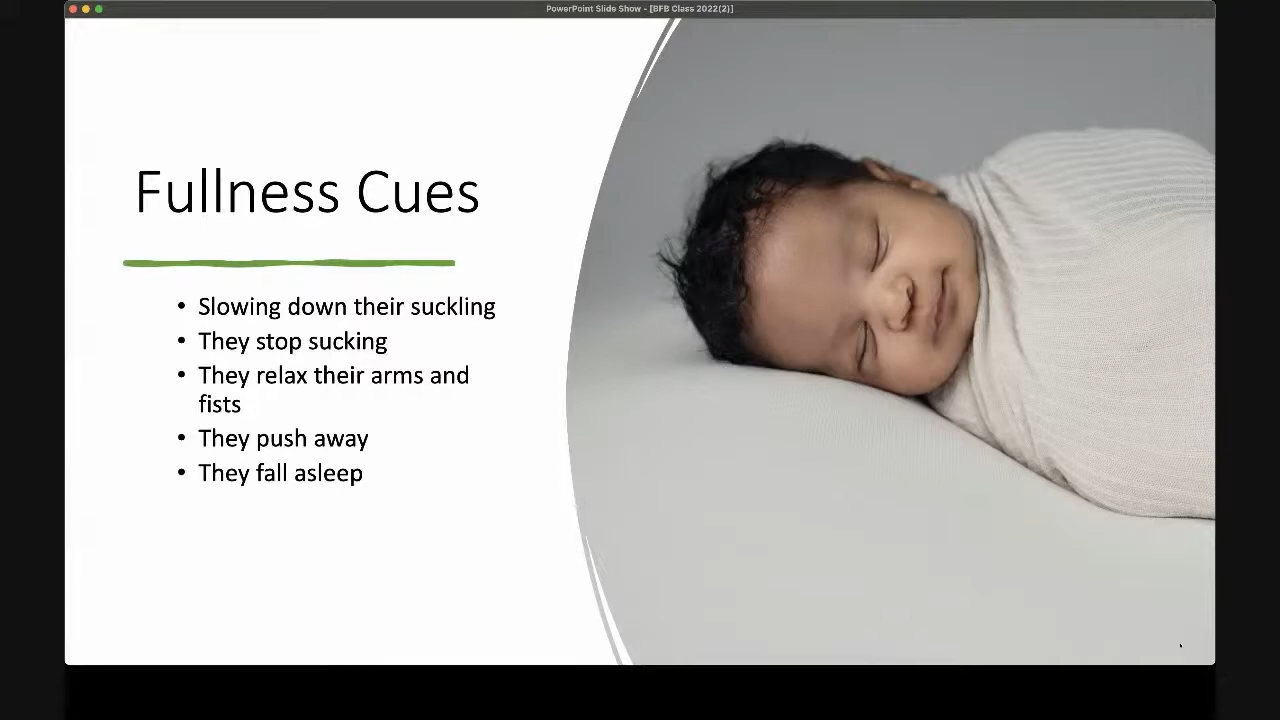 PowerPoint Slide Show - [BFB Class 2022(2)]
Fullness Cues
• Slowing down their suckling
• They stop sucking
• They relax their arms and
fists
• They push away
• They fall asleep